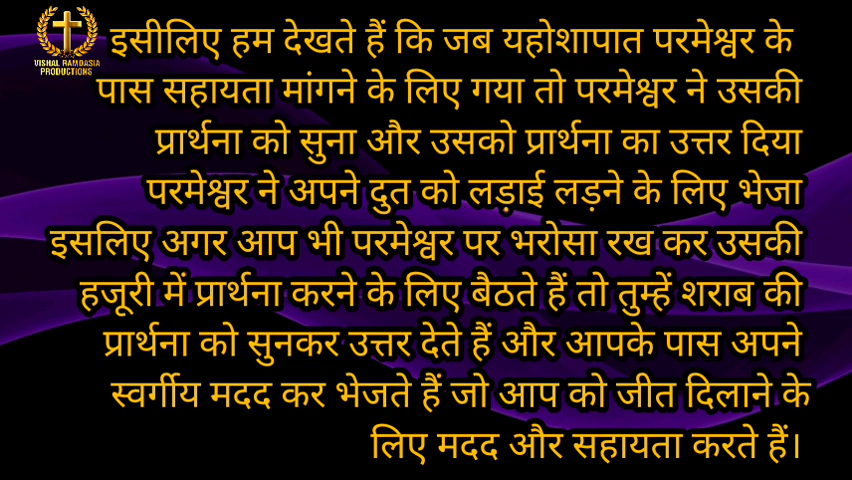 VISHAL RAMDASIA
PRODUCTIONS
इसीलिए हम देखते हैं कि जब यहोशापात परमेश्वर के
पास सहायता मांगने के लिए गया तो परमेश्वर ने उसकी
प्रार्थना को सुना और उसको प्रार्थना का उत्तर दिया
परमेश्वर ने अपने दुत को लड़ाई लड़ने के लिए भेजा
इसलिए अगर आप भी परमेश्वर पर भरोसा रख कर उसकी
हजूरी में प्रार्थना करने के लिए बैठते हैं तो तुम्हें शराब की
प्रार्थना को सुनकर उत्तर देते हैं और आपके पास अपने
स्वर्गीय मदद कर भेजते हैं जो आप को जीत दिलाने के
लिए मदद और सहायता करते हैं।